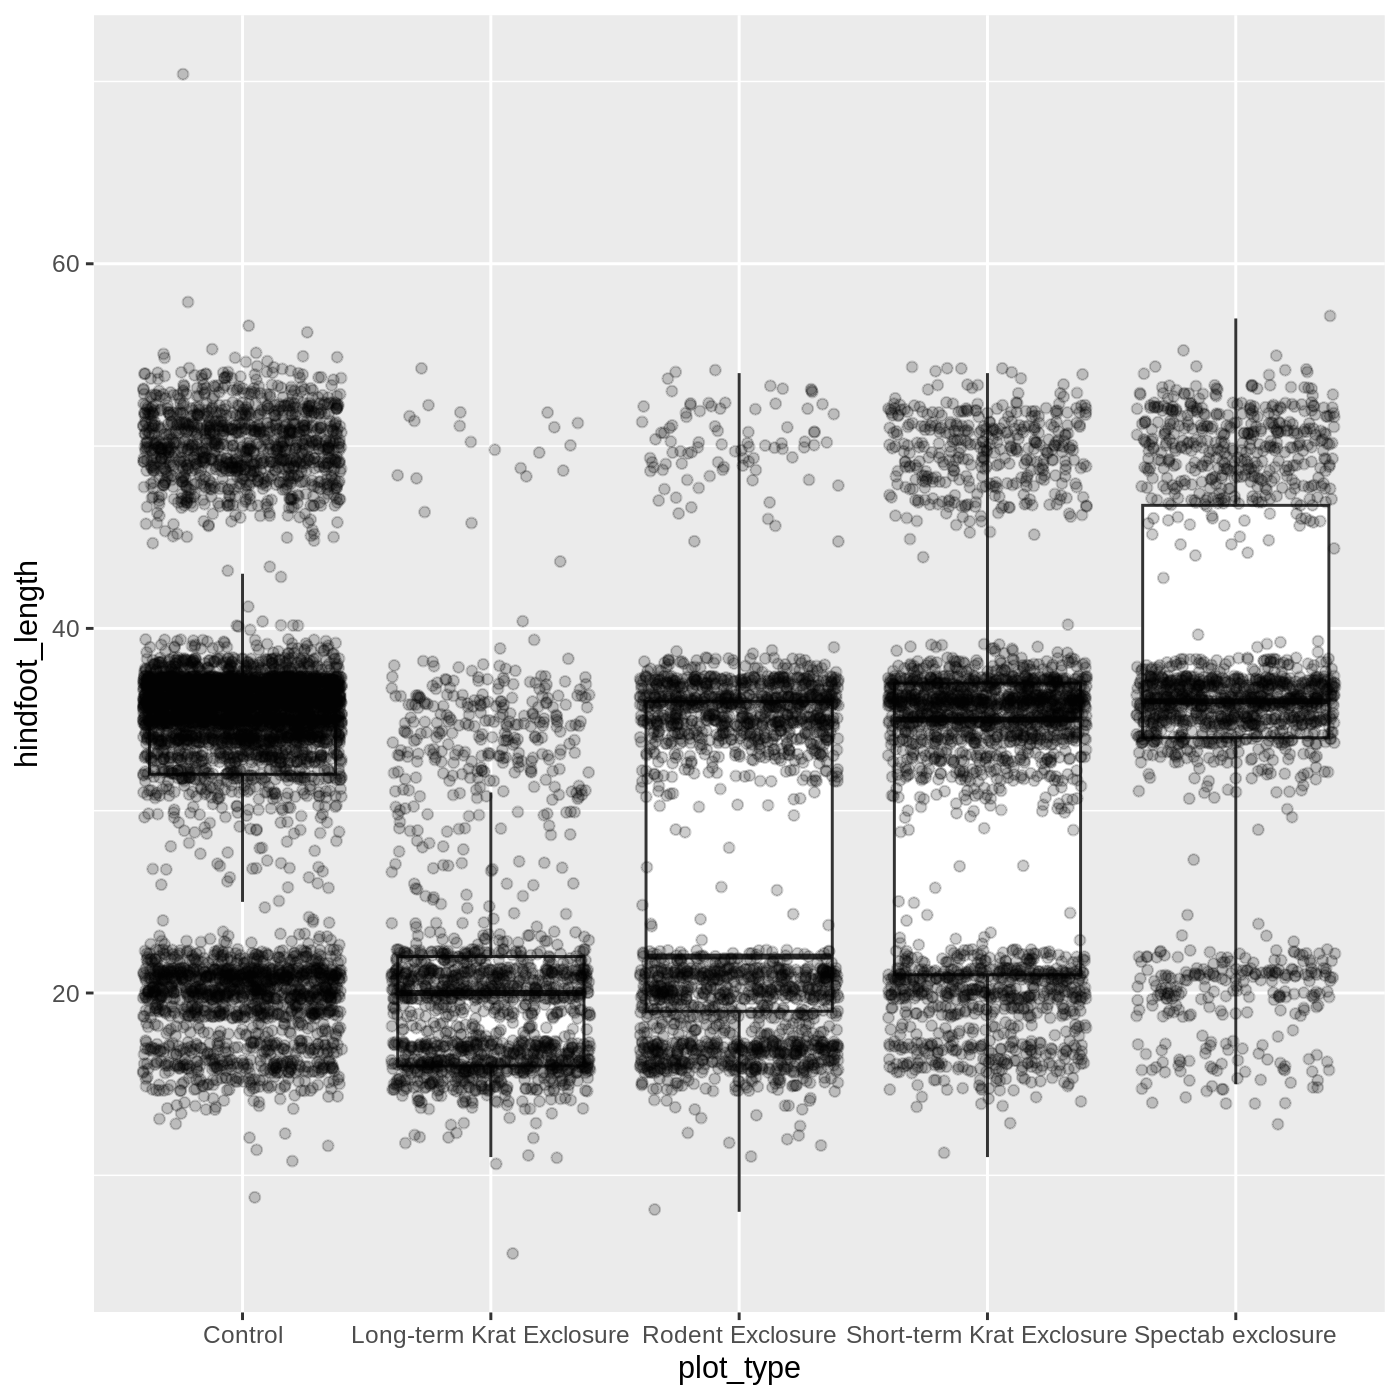 hindfoot_length
60
40
20
Control
Long-term Krat Exclosure
Rodent Exclosure
Short-term Krat Exclosure
Spectab exclosure
plot_type